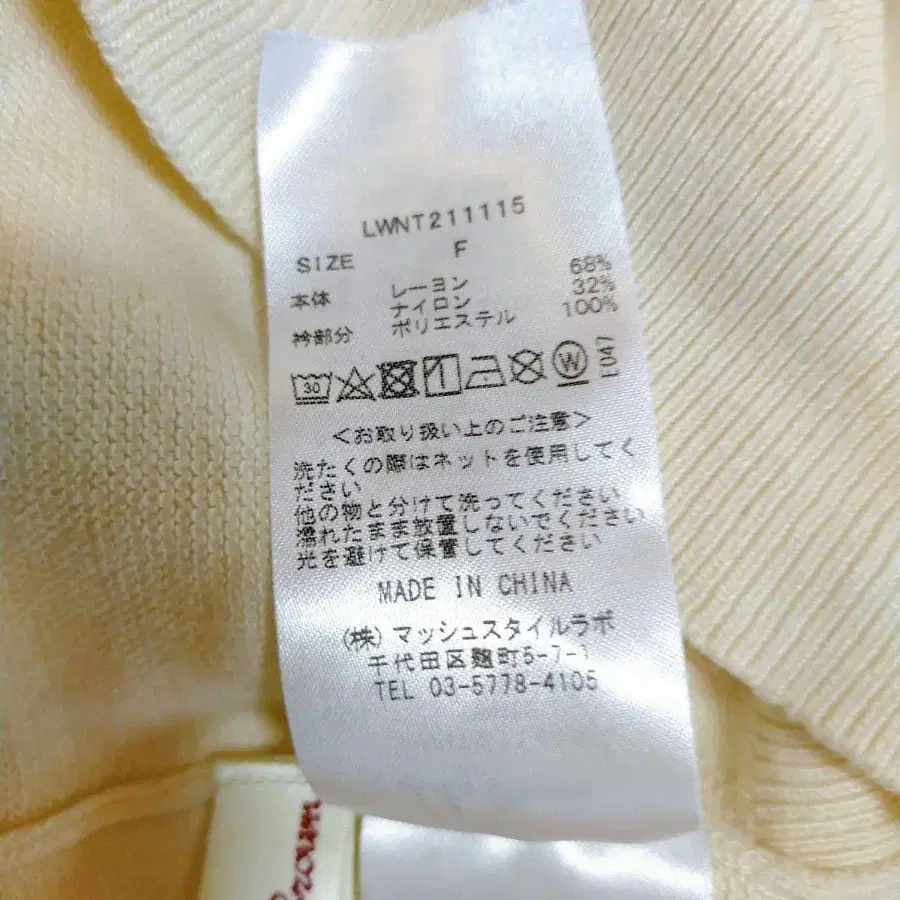 LWNT211115
SIZE F
本体 レーヨン 68%
ナイロン 32%
衿部分 ポリエステル 100%
30 W L047
<お取り扱い上のご注意>
洗たくの際はネットを使用してく
ださい
他の物と分けて洗ってください
濡れたまま放置しないでください
光を避けて保管してください
MADE IN CHINA
(株)マッシュスタイルラボ
千代田区麹町5-7-1
TEL 03-5778-4105